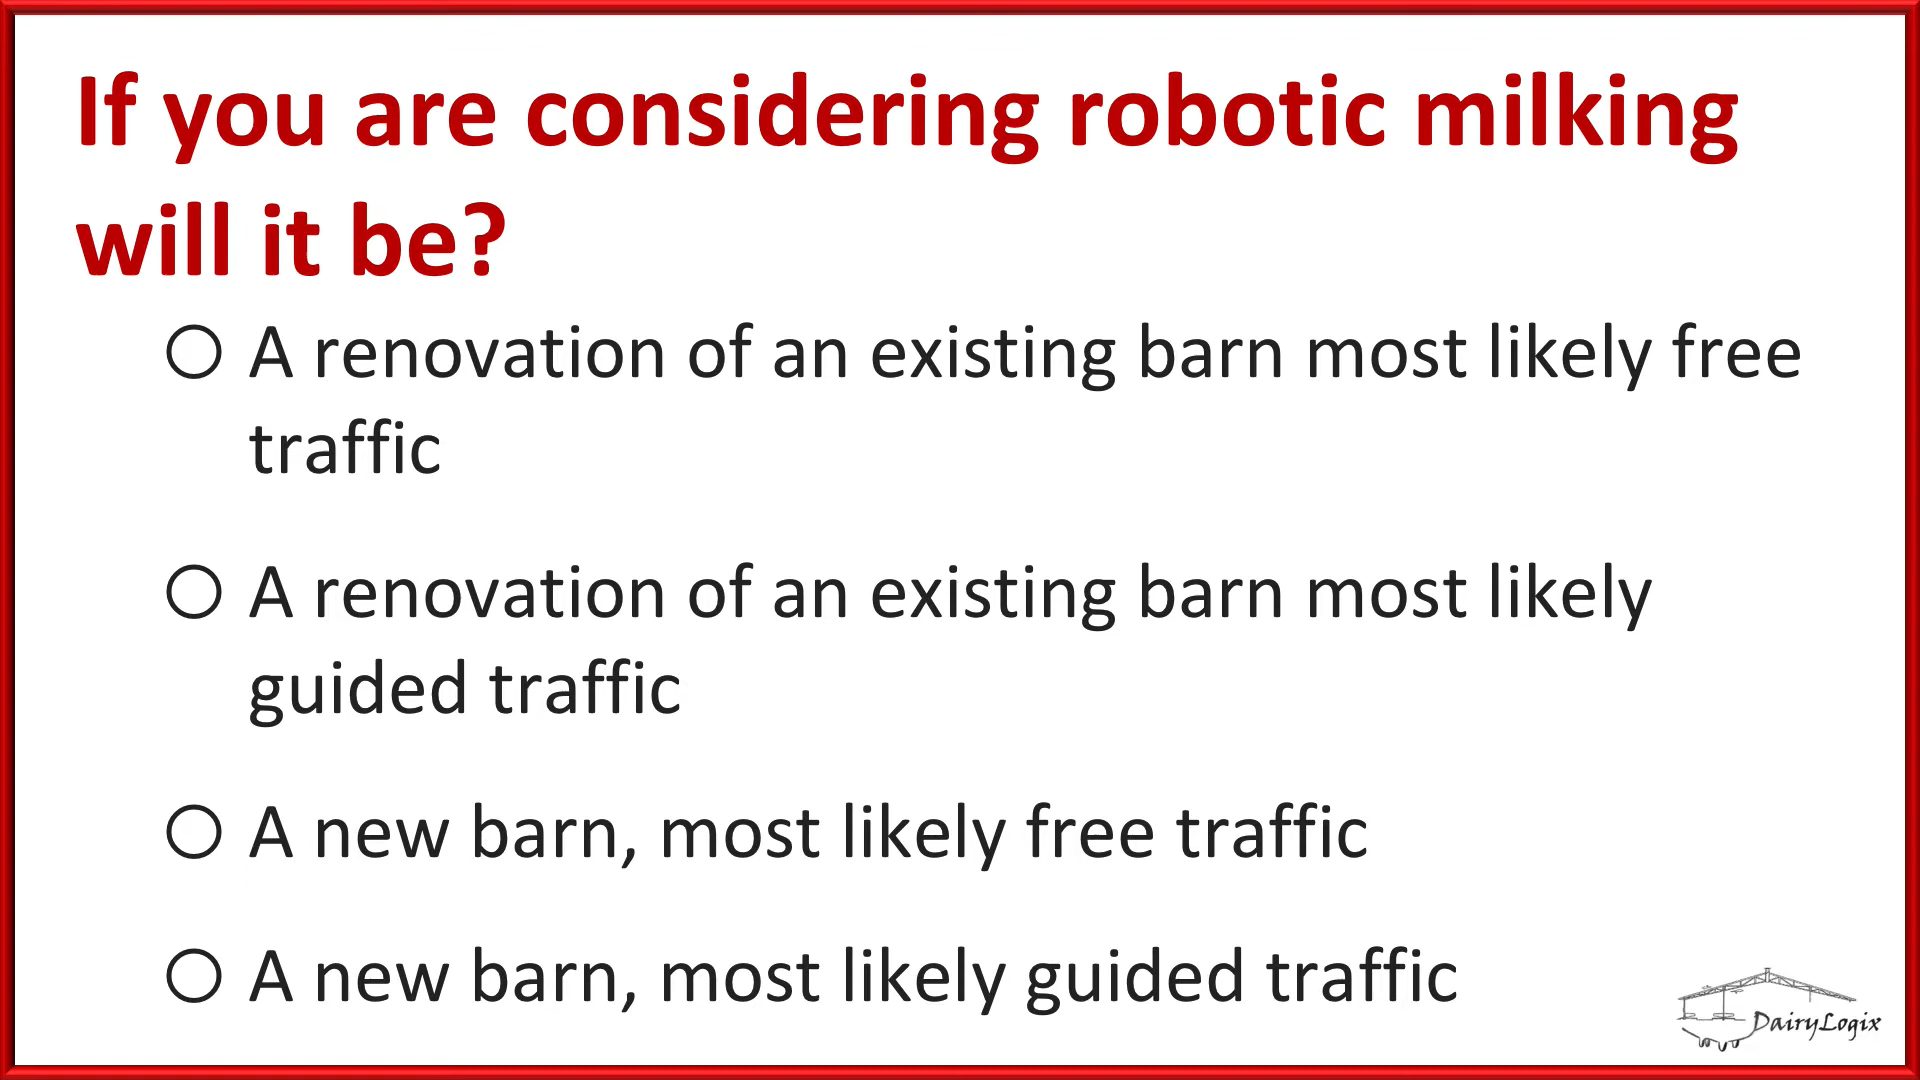 If you are considering robotic milking
will it be?
A renovation of an existing barn most likely free
traffic
A renovation of an existing barn most likely
guided traffic
A new barn, most likely free traffic
A new barn, most likely guided traffic
DairyLogix